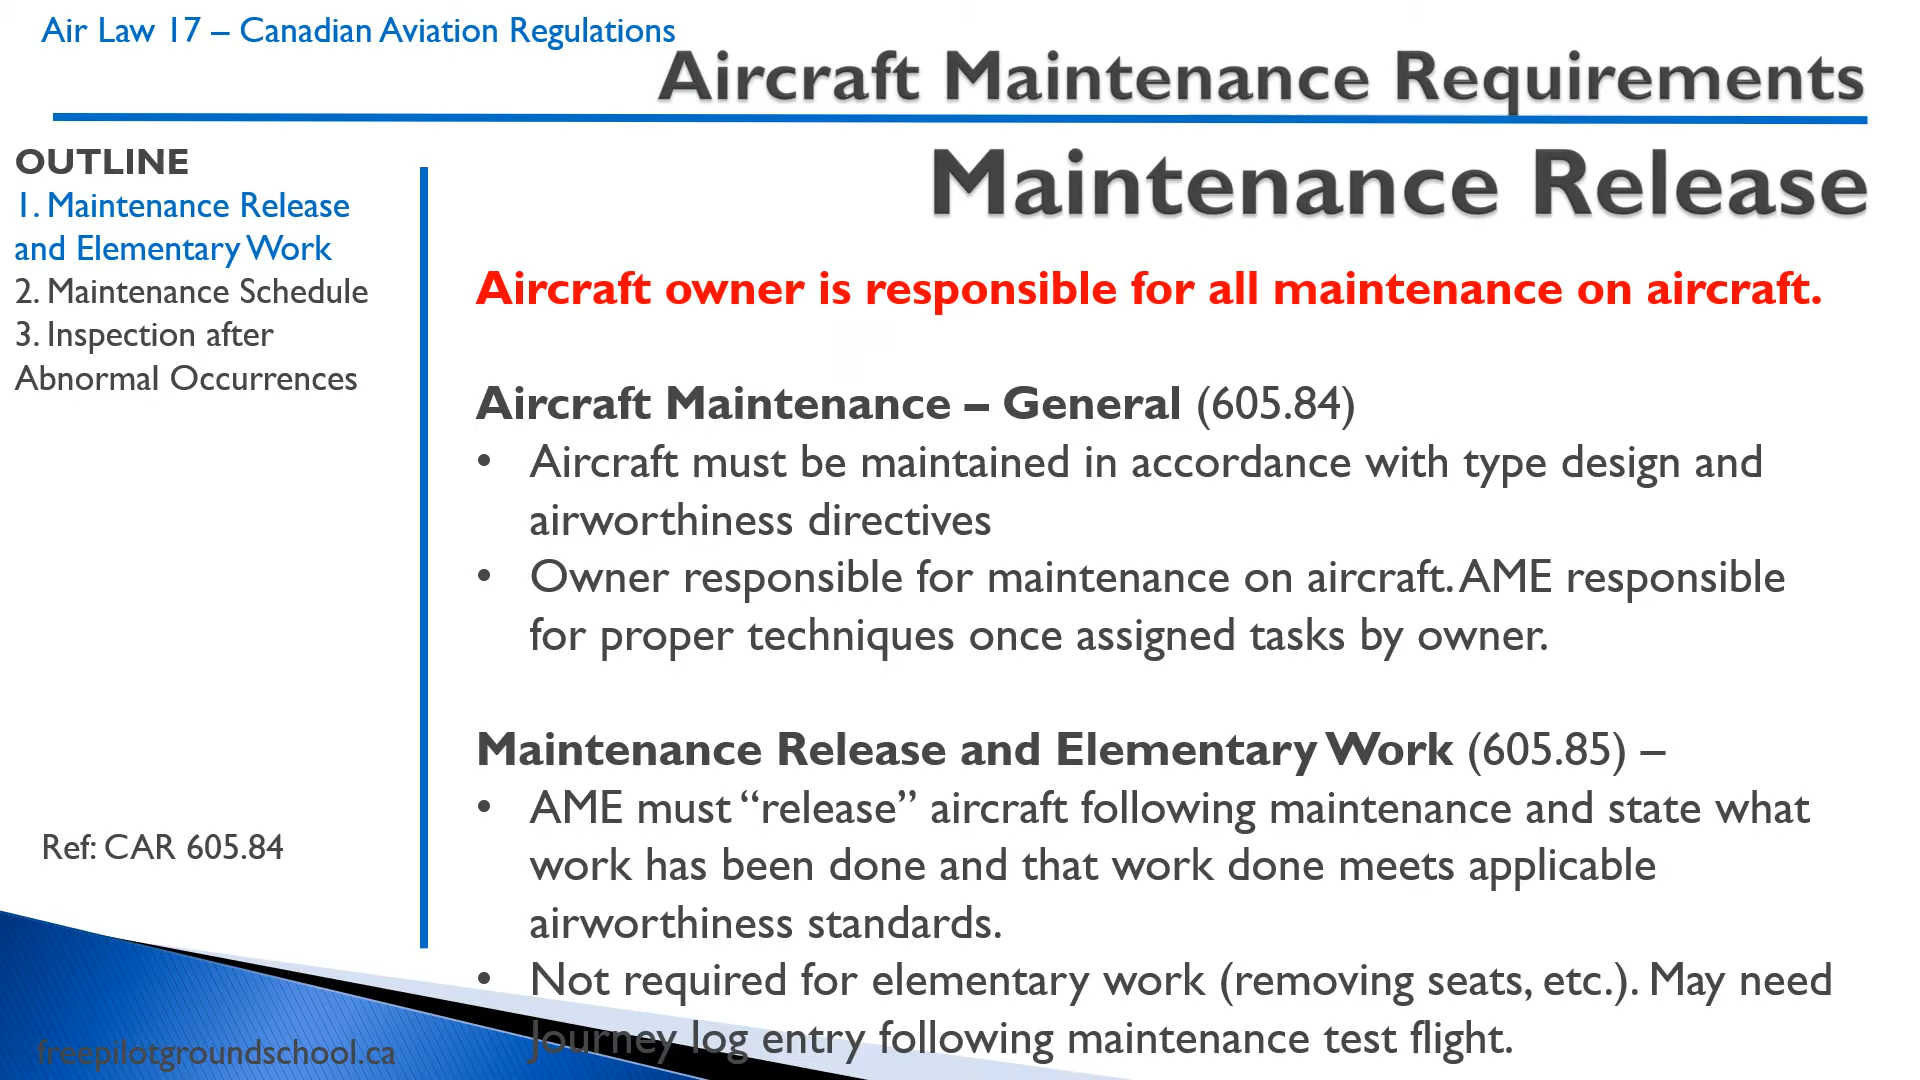 Air Law 17 – Canadian Aviation Regulations
Aircraft Maintenance Requirements
OUTLINE
1. Maintenance Release
and Elementary Work
2. Maintenance Schedule
3. Inspection after
Abnormal Occurrences
Ref: CAR 605.84
freepilotgroundschool.ca
Maintenance Release
Aircraft owner is responsible for all maintenance on aircraft.
Aircraft Maintenance – General (605.84)
• Aircraft must be maintained in accordance with type design and
airworthiness directives
• Owner responsible for maintenance on aircraft. AME responsible
for proper techniques once assigned tasks by owner.
Maintenance Release and Elementary Work (605.85) –
• AME must “release” aircraft following maintenance and state what
work has been done and that work done meets applicable
airworthiness standards.
• Not required for elementary work (removing seats, etc.). May need
Journey log entry following maintenance test flight.